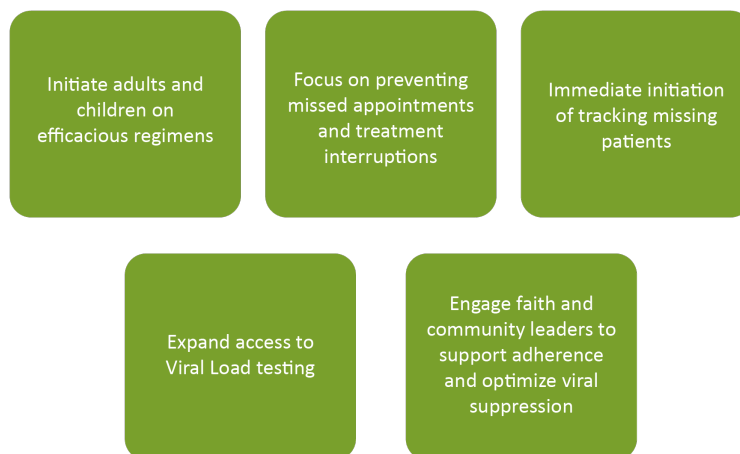 Initiate adults and
children on
efficacious regimens
Focus on preventing
missed appointments
and treatment
interruptions
Immediate initiation
of tracking missing
patients
Expand access to
Viral Load testing
Engage faith and
community leaders to
support adherence
and optimize viral
suppression